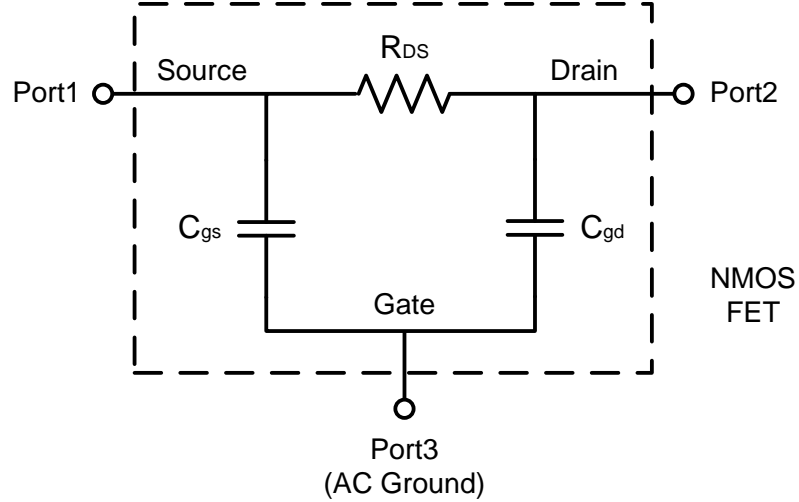 RDS
Source
Drain
Port1
Port2
Cgs
Cgd
NMOS
FET
Gate
Port3
(AC Ground)